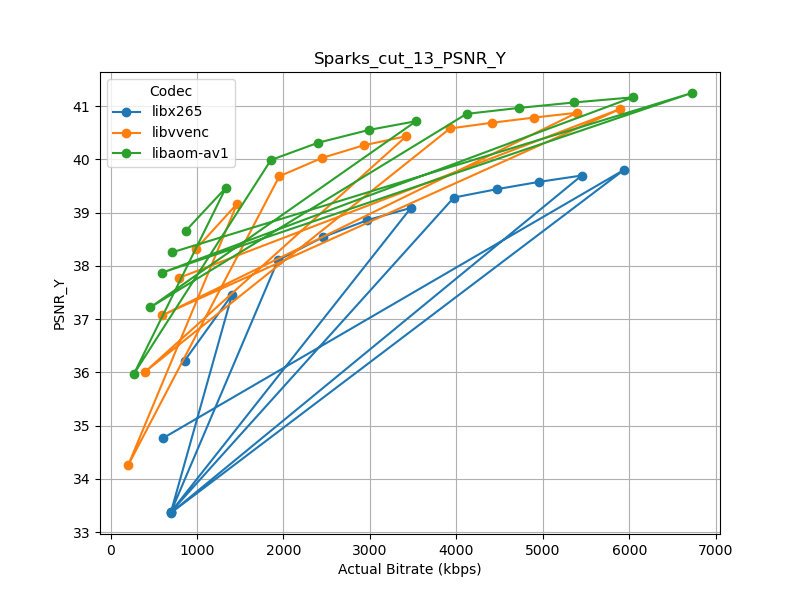 Sparks_cut_13_PSNR_Y
Codec
libx265
libvvenc
libaom-av1
PSNR_Y
41
40
39
38
37
36
35
34
33
0 1000 2000 3000 4000 5000 6000 7000
Actual Bitrate (kbps)